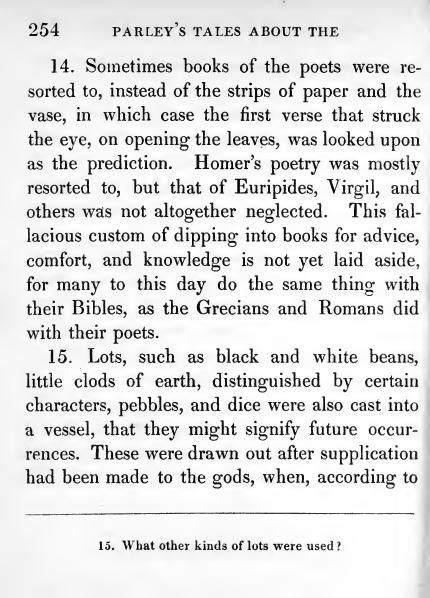 254 PARLEY'S TALES ABOUT THE
14. Sometimes books of the poets were re-
sorted to, instead of the strips of paper and the
vase, in which case the first verse that struck
the eye, on opening the leaves, was looked upon
as the prediction. Homer's poetry was mostly
resorted to, but that of Euripides, Virgil, and
others was not altogether neglected. This fal-
lacious custom of dipping into books for advice,
comfort, and knowledge is not yet laid aside,
for many to this day do the same thing with
their Bibles, as the Grecians and Romans did
with their poets.
15. Lots, such as black and white beans,
little clods of earth, distinguished by certain
characters, pebbles, and dice were also cast into
a vessel, that they might signify future occur-
rences. These were drawn out after supplication
had been made to the gods, when, according to
15. What other kinds of lots were used?